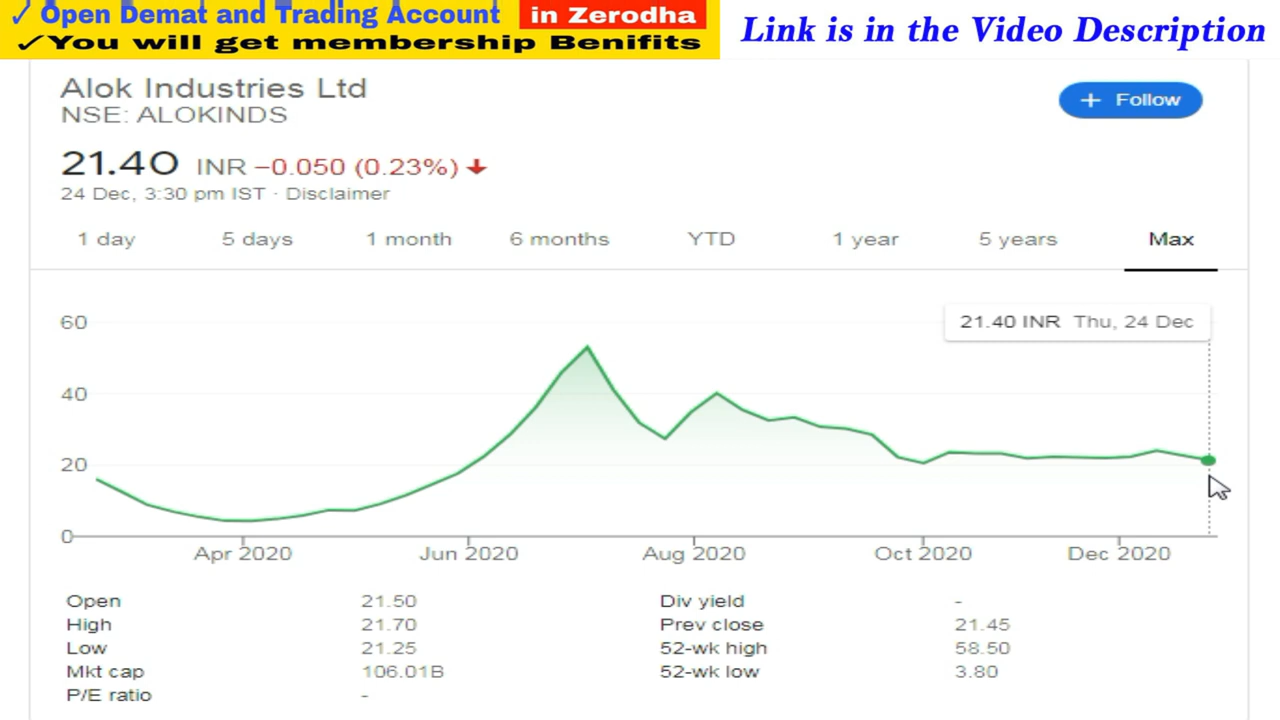 ✓ Open Demat and Trading Account in Zerodha
✓You will get membership Benifits
Link is in the Video Description
Alok Industries Ltd
NSE: ALOKINDS
+ Follow
21.40 INR −0.050 (0.23%)
24 Dec, 3:30 pm IST · Disclaimer
1 day 5 days 1 month 6 months YTD 1 year 5 years Max
21.40 INR Thu, 24 Dec
60
40
20
0
Apr 2020 Jun 2020 Aug 2020 Oct 2020 Dec 2020
Open 21.50 Div yield -
High 21.70 Prev close 21.45
Low 21.25 52-wk high 58.50
Mkt cap 106.01B 52-wk low 3.80
P/E ratio -